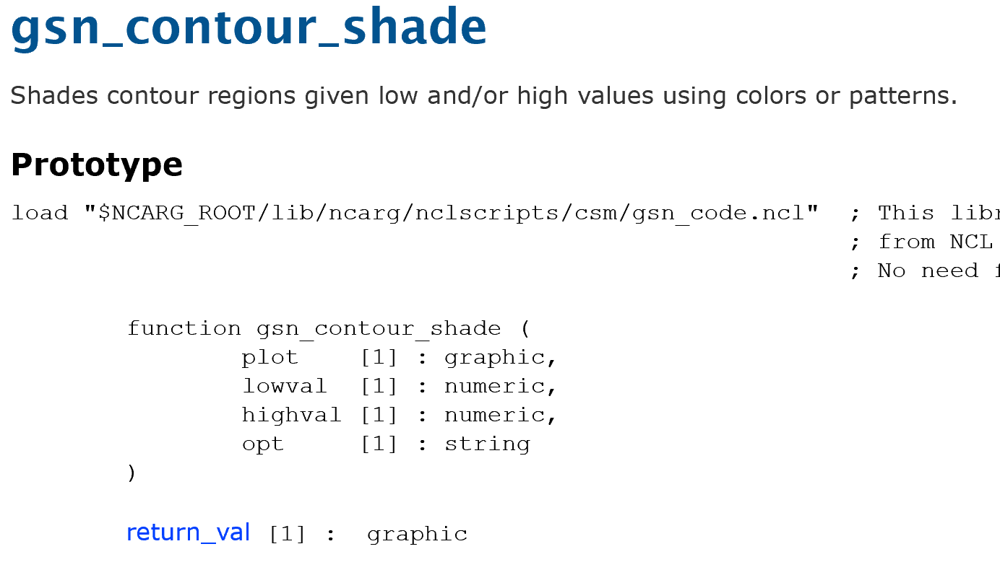 gsn_contour_shade
Shades contour regions given low and/or high values using colors or patterns.
Prototype
load "$NCARG_ROOT/lib/ncarg/nclscripts/csm/gsn_code.ncl"  ; This
; from NCL
; No need
function gsn_contour_shade (
plot    [1] : graphic,
lowval  [1] : numeric,
highval [1] : numeric,
opt     [1] : string
)
return_val [1] :  graphic